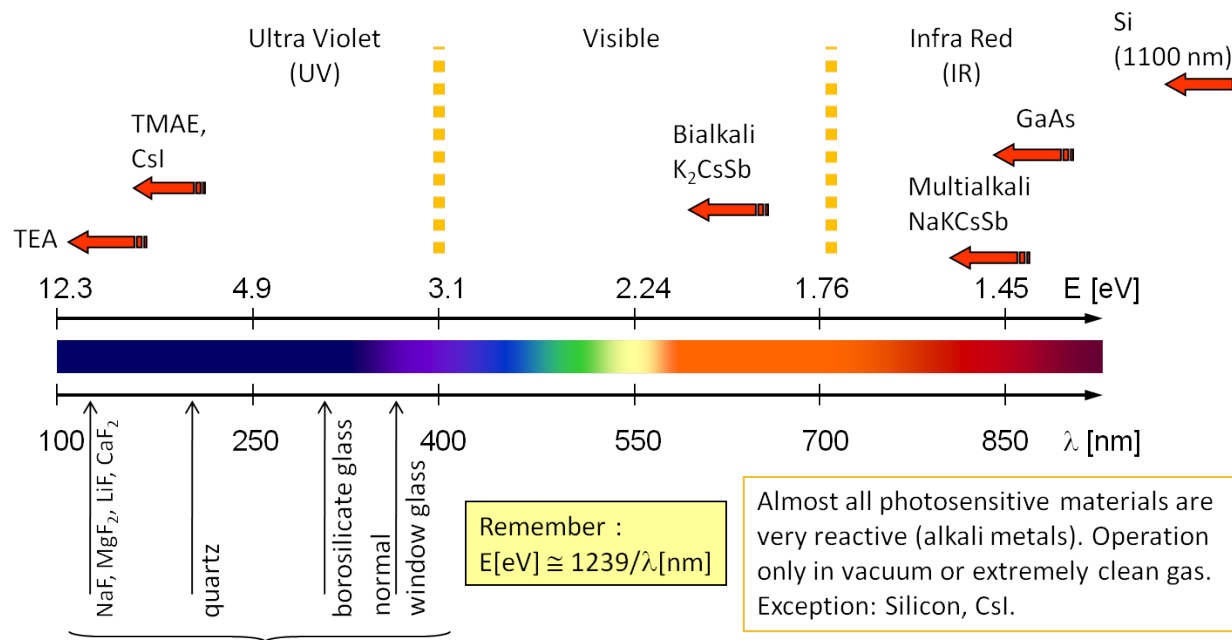 Ultra Violet
(UV)
Visible
Infra Red
(IR)
Si
(1100 nm)
TMAE,
CsI
Bialkali
K₂CsSb
GaAs
Multialkali
NaKCsSb
TEA
12.3 4.9 3.1 2.24 1.76 1.45 E [eV]
100 250 400 550 700 850 λ [nm]
NaF, MgF₂, LiF, CaF₂
quartz
borosilicate glass
normal
window glass
Remember :
E[eV] ≅ 1239/λ[nm]
Almost all photosensitive materials are
very reactive (alkali metals). Operation
only in vacuum or extremely clean gas.
Exception: Silicon, CsI.